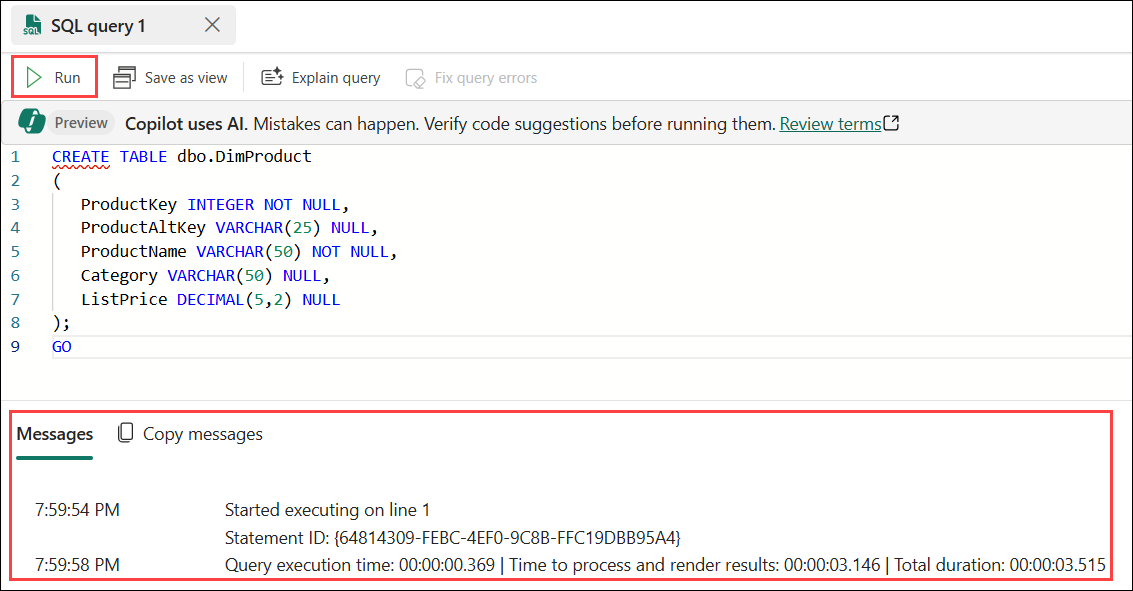 SQL SQL query 1
Run Save as view Explain query Fix query errors
Preview Copilot uses AI. Mistakes can happen. Verify code suggestions before running them. Review terms
1 CREATE TABLE dbo.DimProduct
2 (
3 ProductKey INTEGER NOT NULL,
4 ProductAltKey VARCHAR(25) NULL,
5 ProductName VARCHAR(50) NOT NULL,
6 Category VARCHAR(50) NULL,
7 ListPrice DECIMAL(5,2) NULL
8 );
9 GO
Messages Copy messages
7:59:54 PM Started executing on line 1
Statement ID: {64814309-FEBC-4EF0-9C8B-FFC19DBB95A4}
7:59:58 PM Query execution time: 00:00:00.369 | Time to process and render results: 00:00:03.146 | Total duration: 00:00:03.515